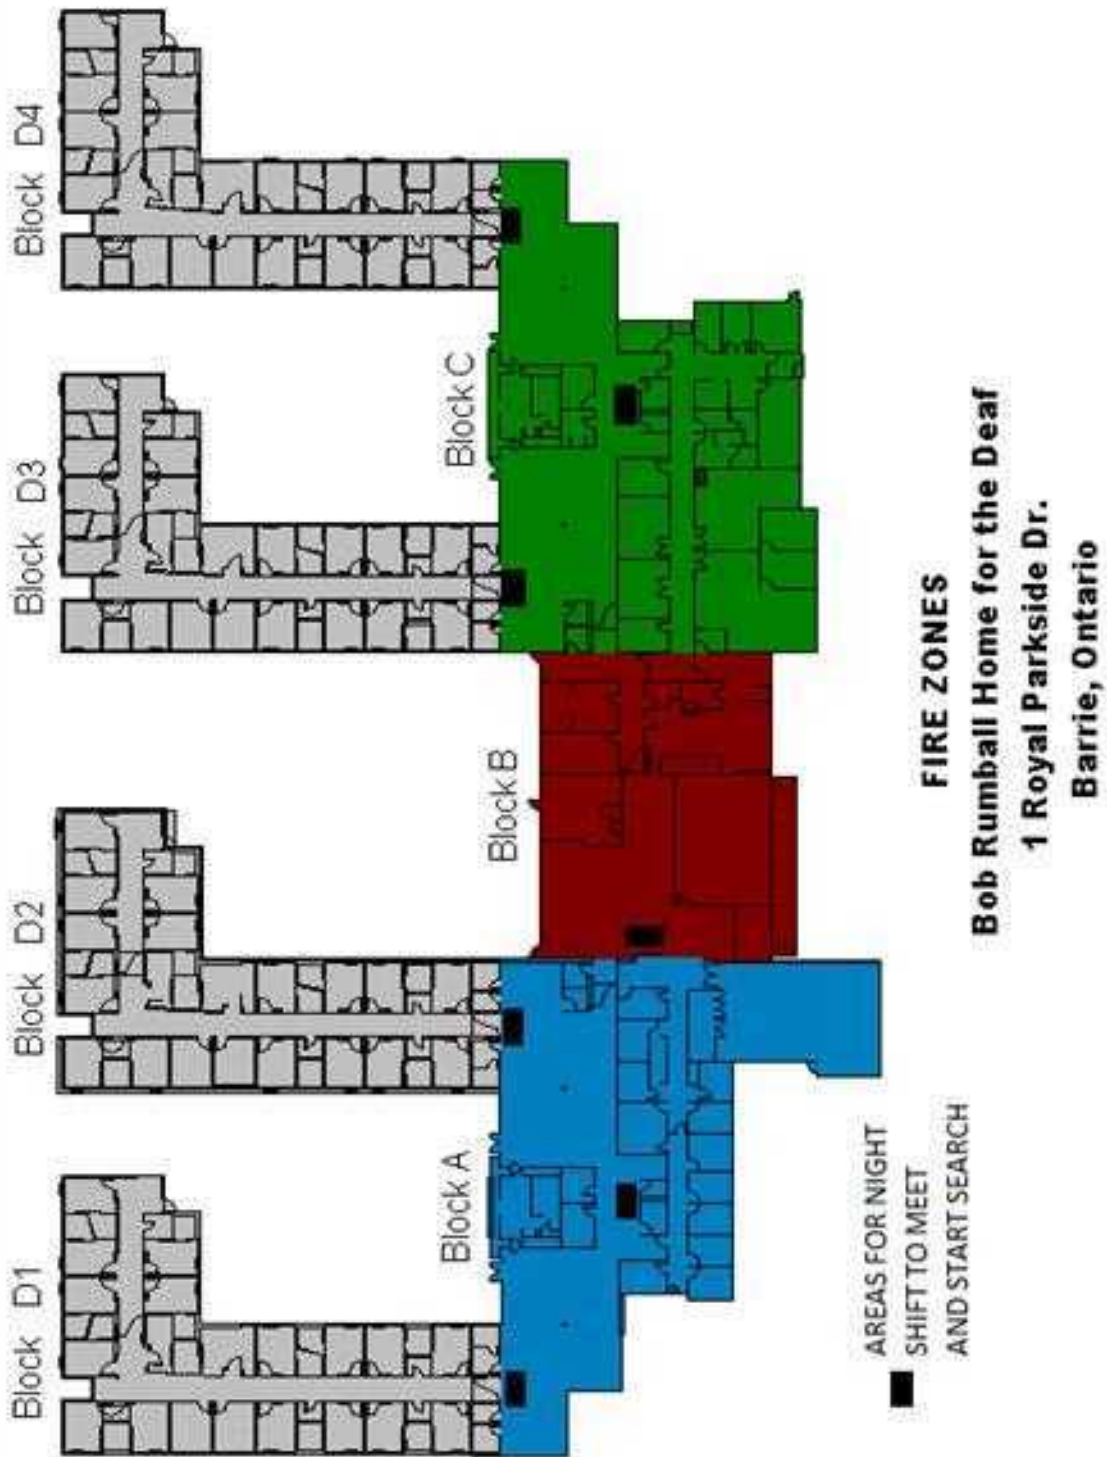 Block D1
Block D2
Block D3
Block D4
Block A
Block B
Block C
AREAS FOR NIGHT
SHIFT TO MEET
AND START SEARCH
FIRE ZONES
Bob Rumball Home for the Deaf
1 Royal Parkside Dr.
Barrie, Ontario